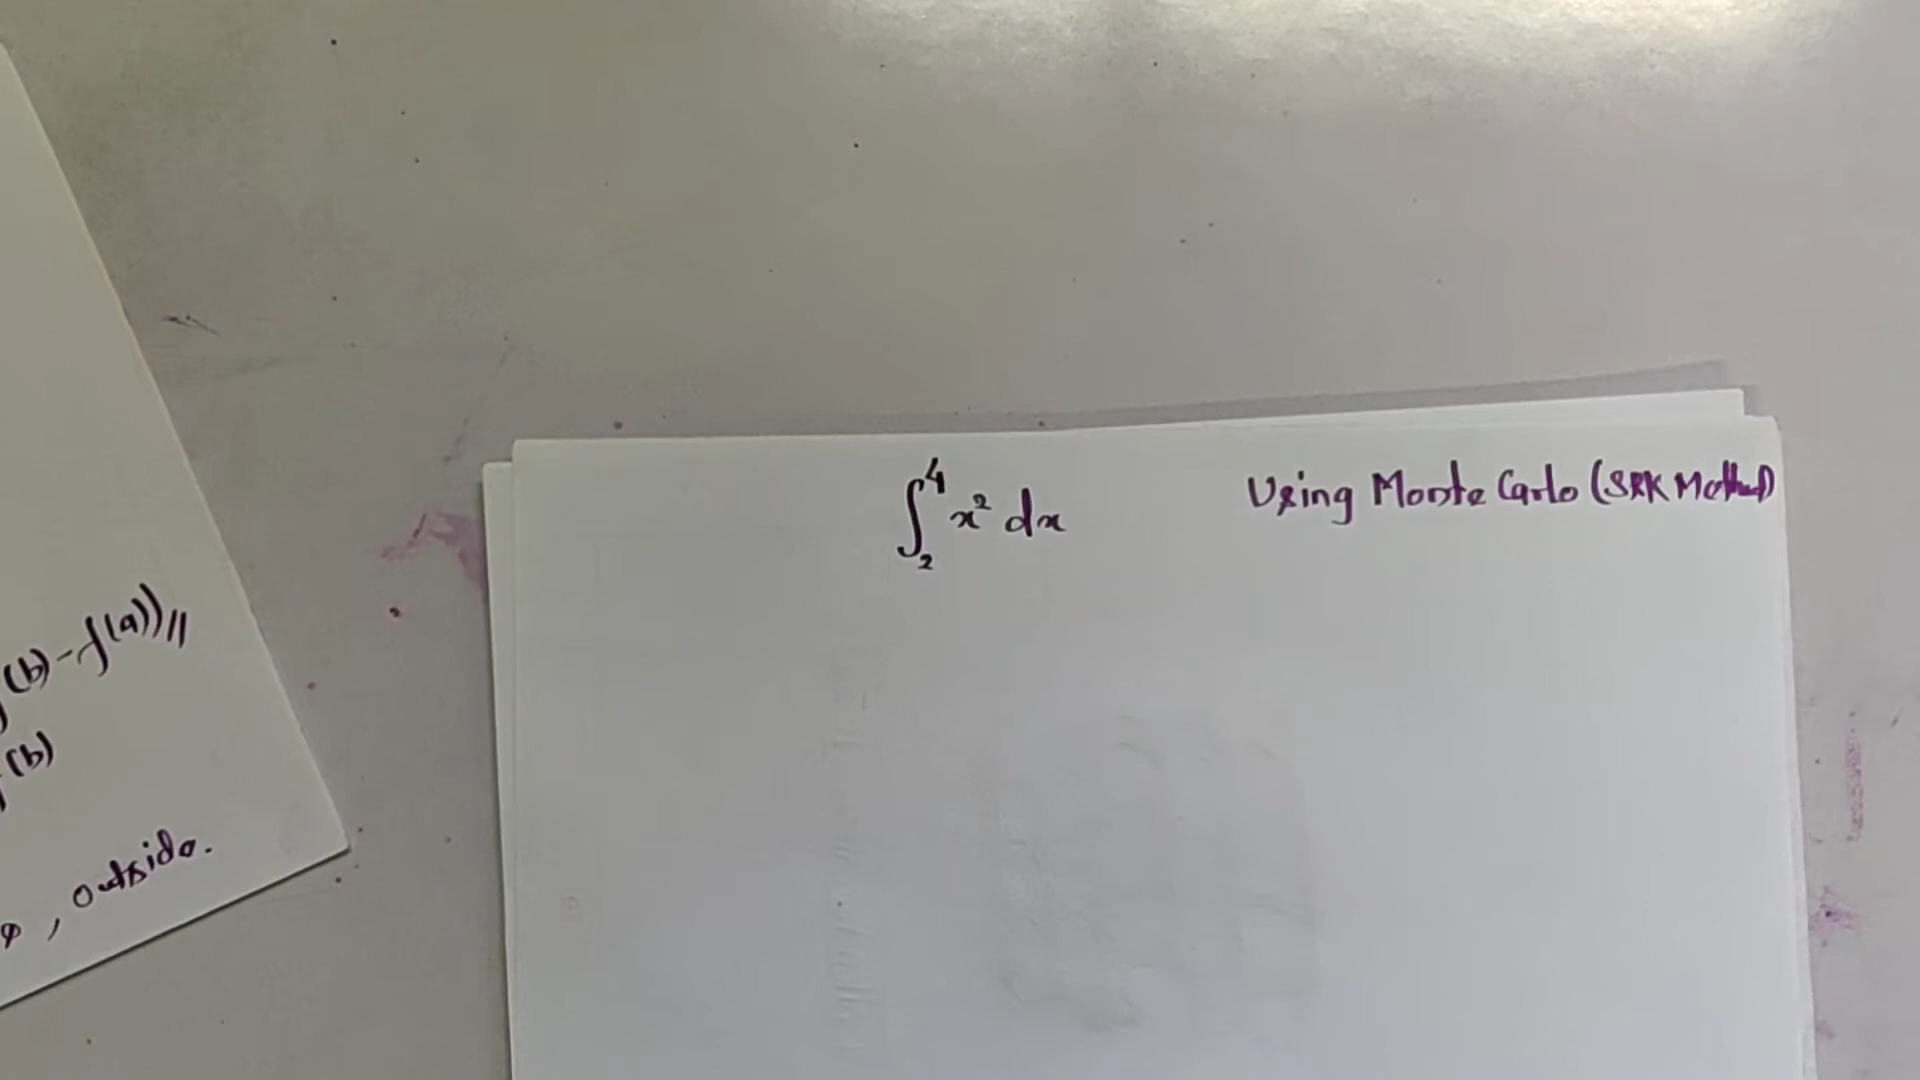 ∫₂⁴ x² dx Using Monte Carlo (SRK Method)
(b)-f(a))//
(b)
, outside.